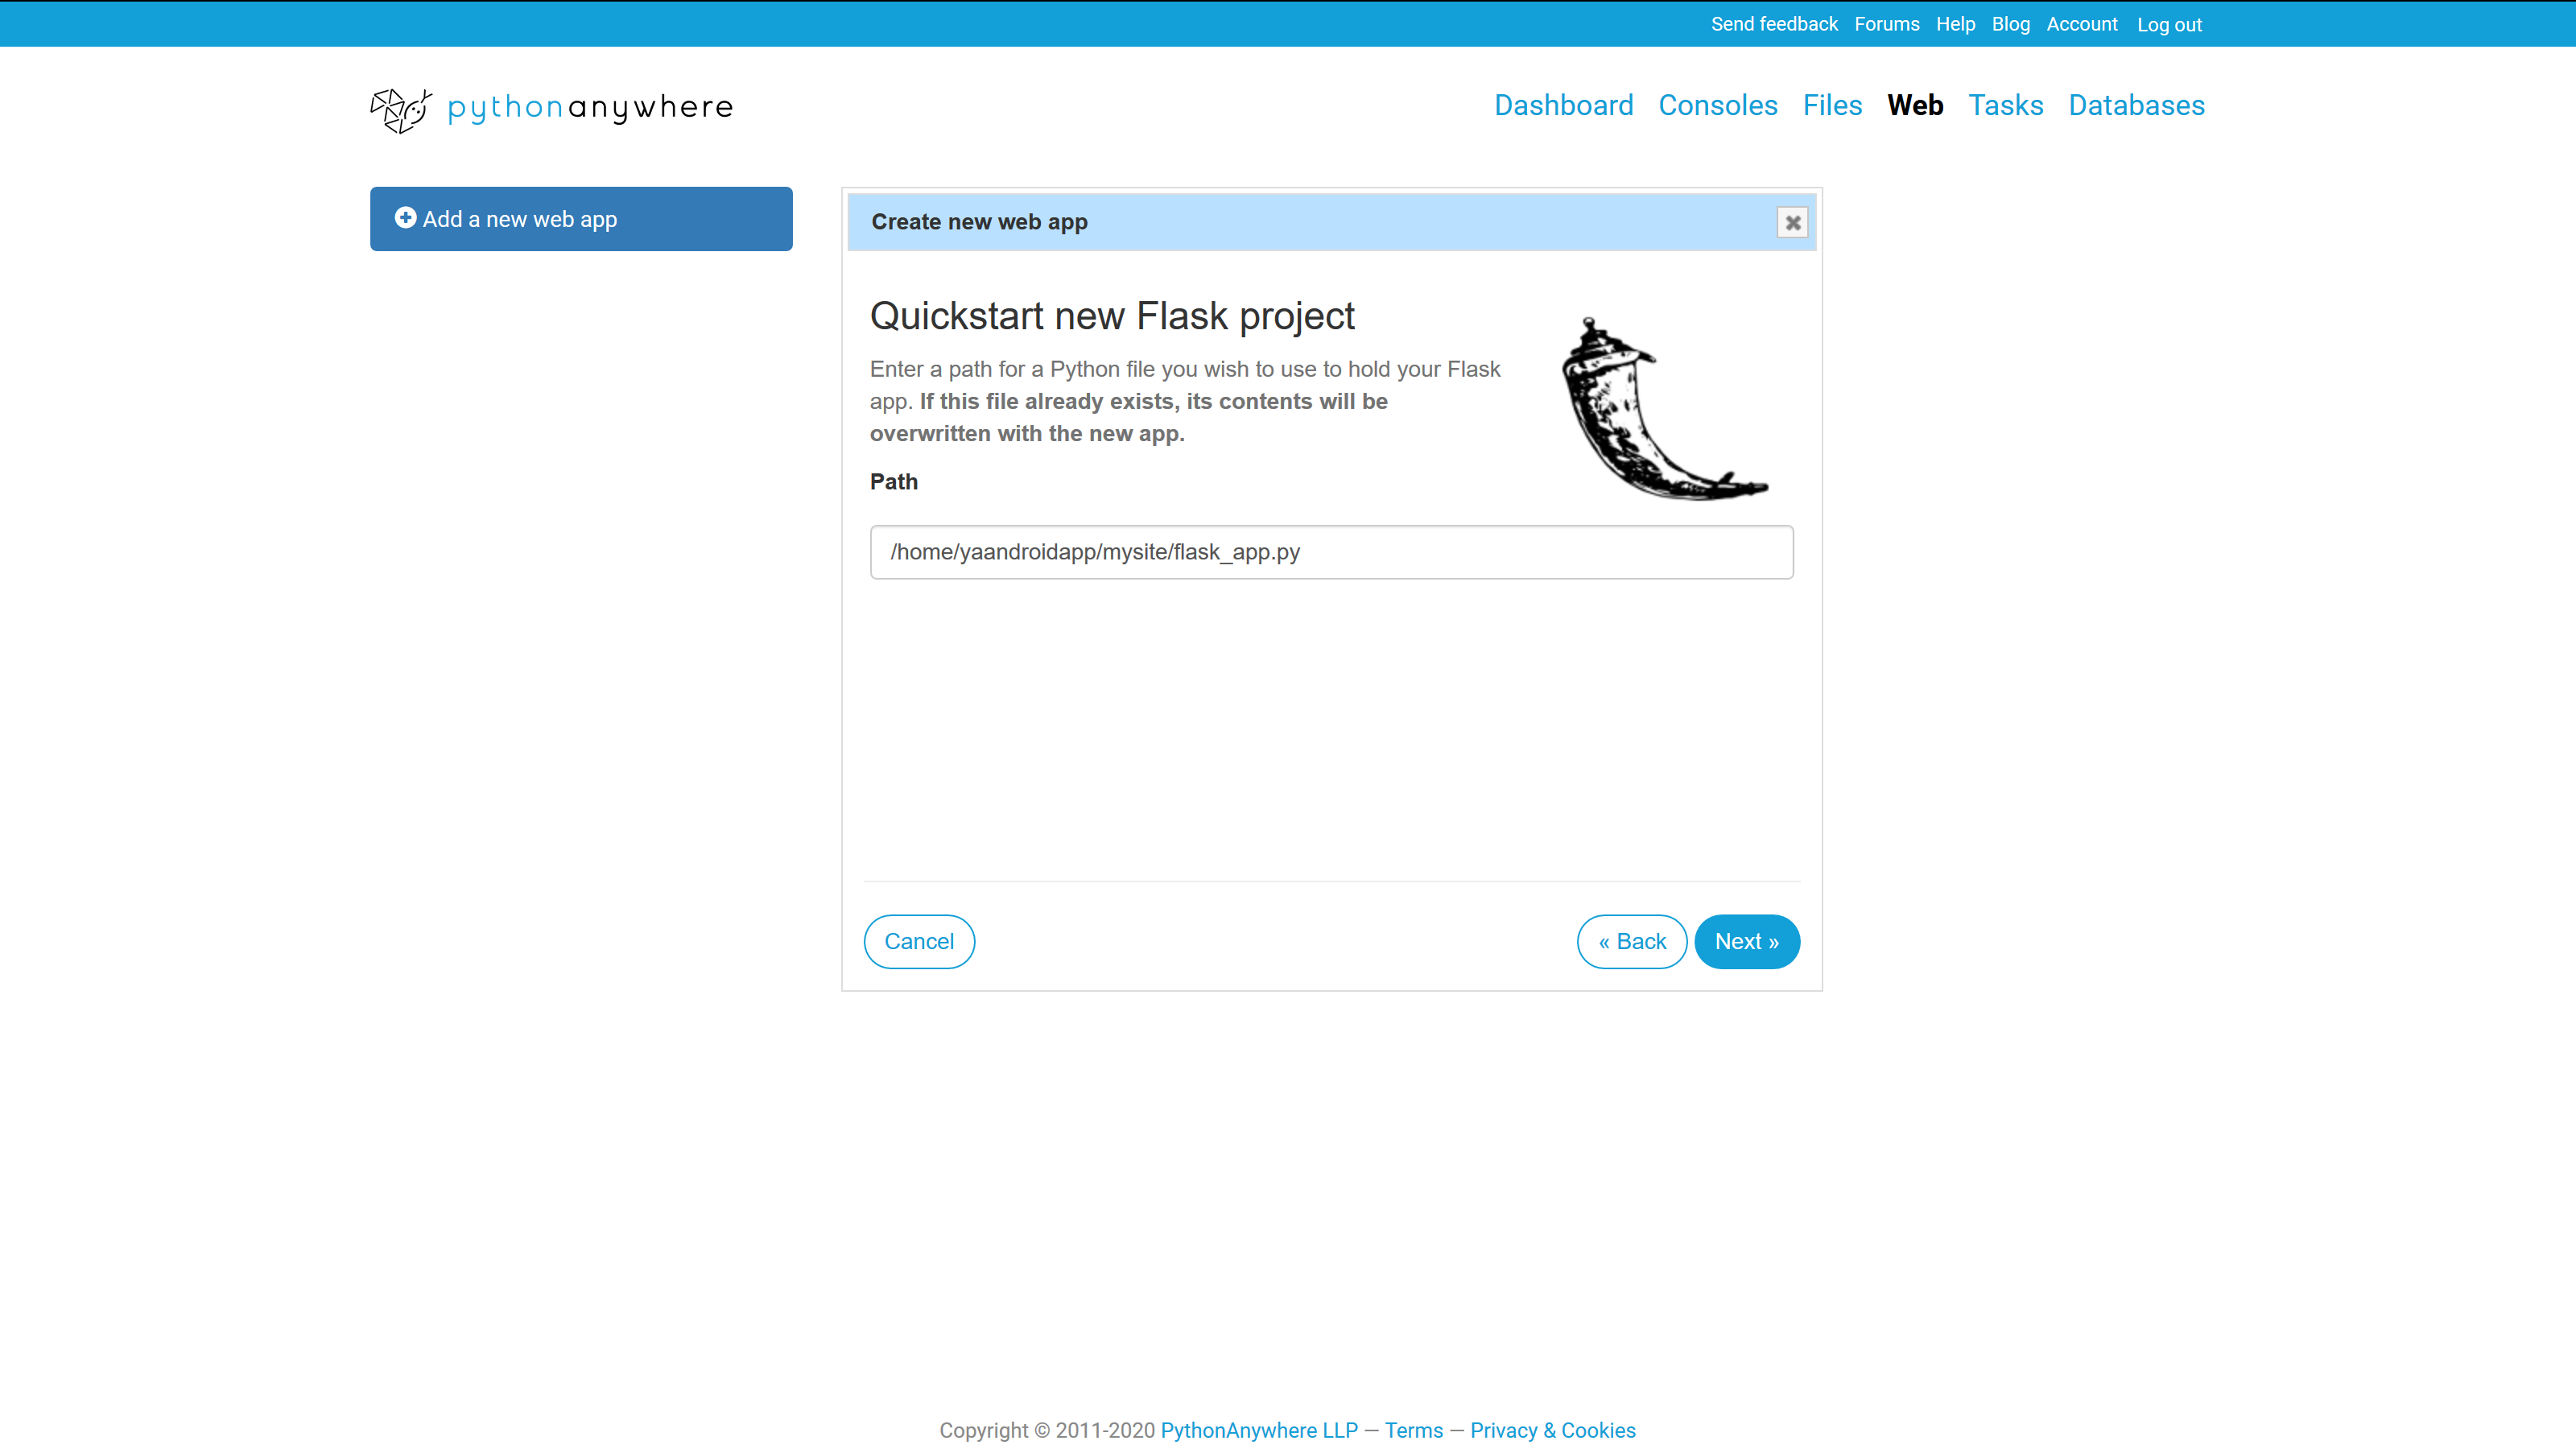 Send feedback Forums Help Blog Account Log out
pythonanywhere
Dashboard Consoles Files Web Tasks Databases
Add a new web app
Create new web app
Quickstart new Flask project
Enter a path for a Python file you wish to use to hold your Flask
app. If this file already exists, its contents will be
overwritten with the new app.
Path
/home/yaandroidapp/mysite/flask_app.py
Cancel
« Back
Next »
Copyright © 2011-2020 PythonAnywhere LLP — Terms — Privacy & Cookies